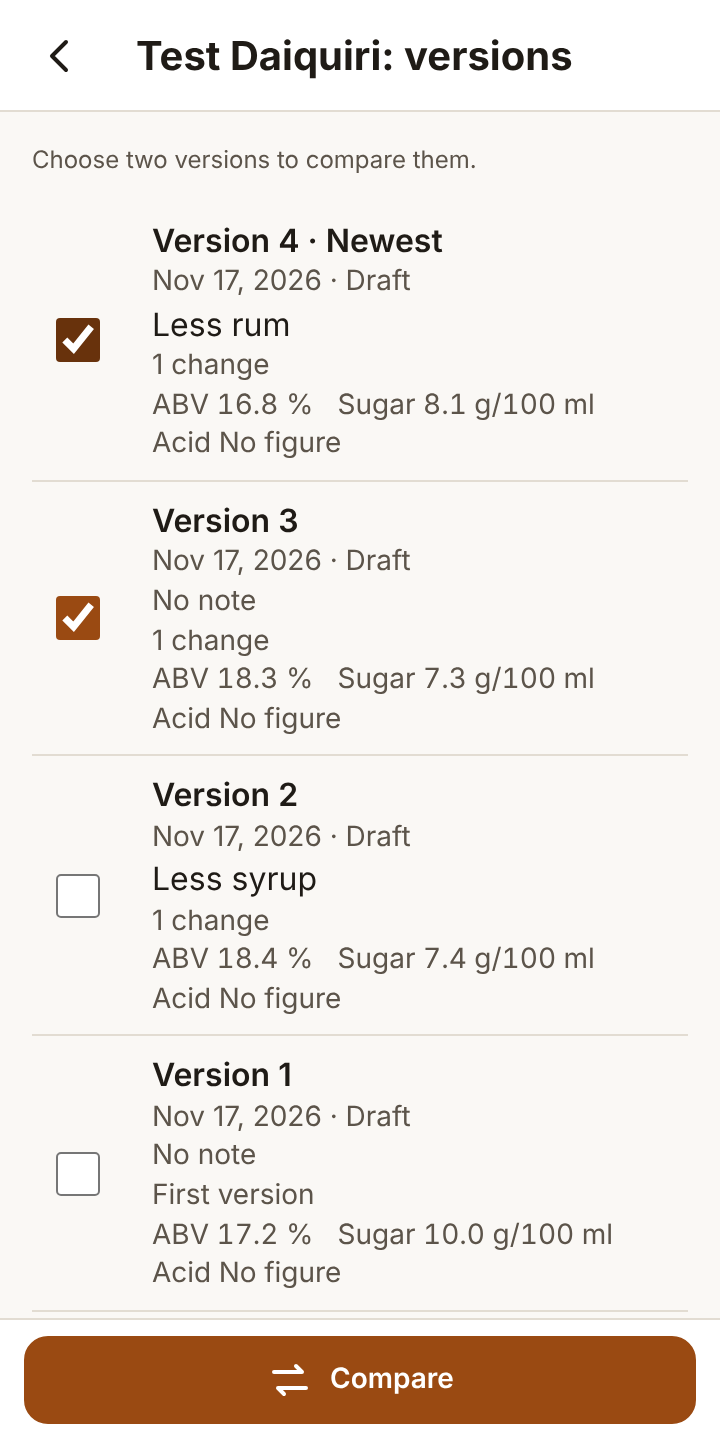 Test Daiquiri: versions
Choose two versions to compare them.
Version 4 · Newest
Nov 17, 2026 · Draft
Less rum
1 change
ABV 16.8 % Sugar 8.1 g/100 ml
Acid No figure
Version 3
Nov 17, 2026 · Draft
No note
1 change
ABV 18.3 % Sugar 7.3 g/100 ml
Acid No figure
Version 2
Nov 17, 2026 · Draft
Less syrup
1 change
ABV 18.4 % Sugar 7.4 g/100 ml
Acid No figure
Version 1
Nov 17, 2026 · Draft
No note
First version
ABV 17.2 % Sugar 10.0 g/100 ml
Acid No figure
Compare